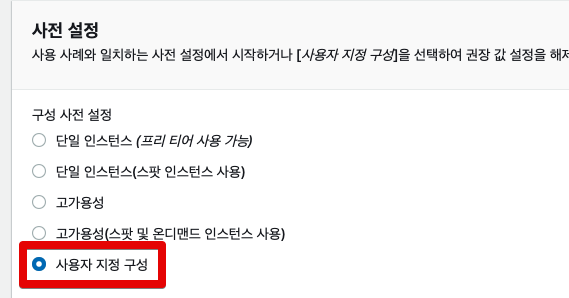 사전 설정
사용 사례와 일치하는 사전 설정에서 시작하거나 [사용자 지정 구성]을 선택하여 권장 값 설정을 해제
구성 사전 설정
단일 인스턴스 (프리 티어 사용 가능)
단일 인스턴스(스팟 인스턴스 사용)
고가용성
고가용성(스팟 및 온디맨드 인스턴스 사용)
사용자 지정 구성